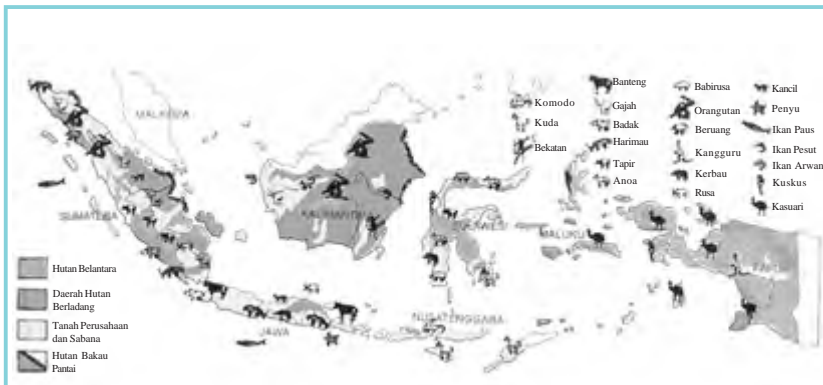 MALAYSIA
SUMATERA
KALIMANTAN
SULAWESI
MALUKU
JAWA
NUSATENGGARA
Komodo
Kuda
Bekatan
Banteng
Gajah
Badak
Harimau
Tapir
Anoa
Babirusa
Orangutan
Beruang
Kangguru
Kerbau
Rusa
Kancil
Penyu
Ikan Paus
Ikan Pesut
Ikan Arwan
Kuskus
Kasuari
Hutan Belantara
Daerah Hutan
Berladang
Tanah Perusahaan
dan Sabana
Hutan Bakau
Pantai